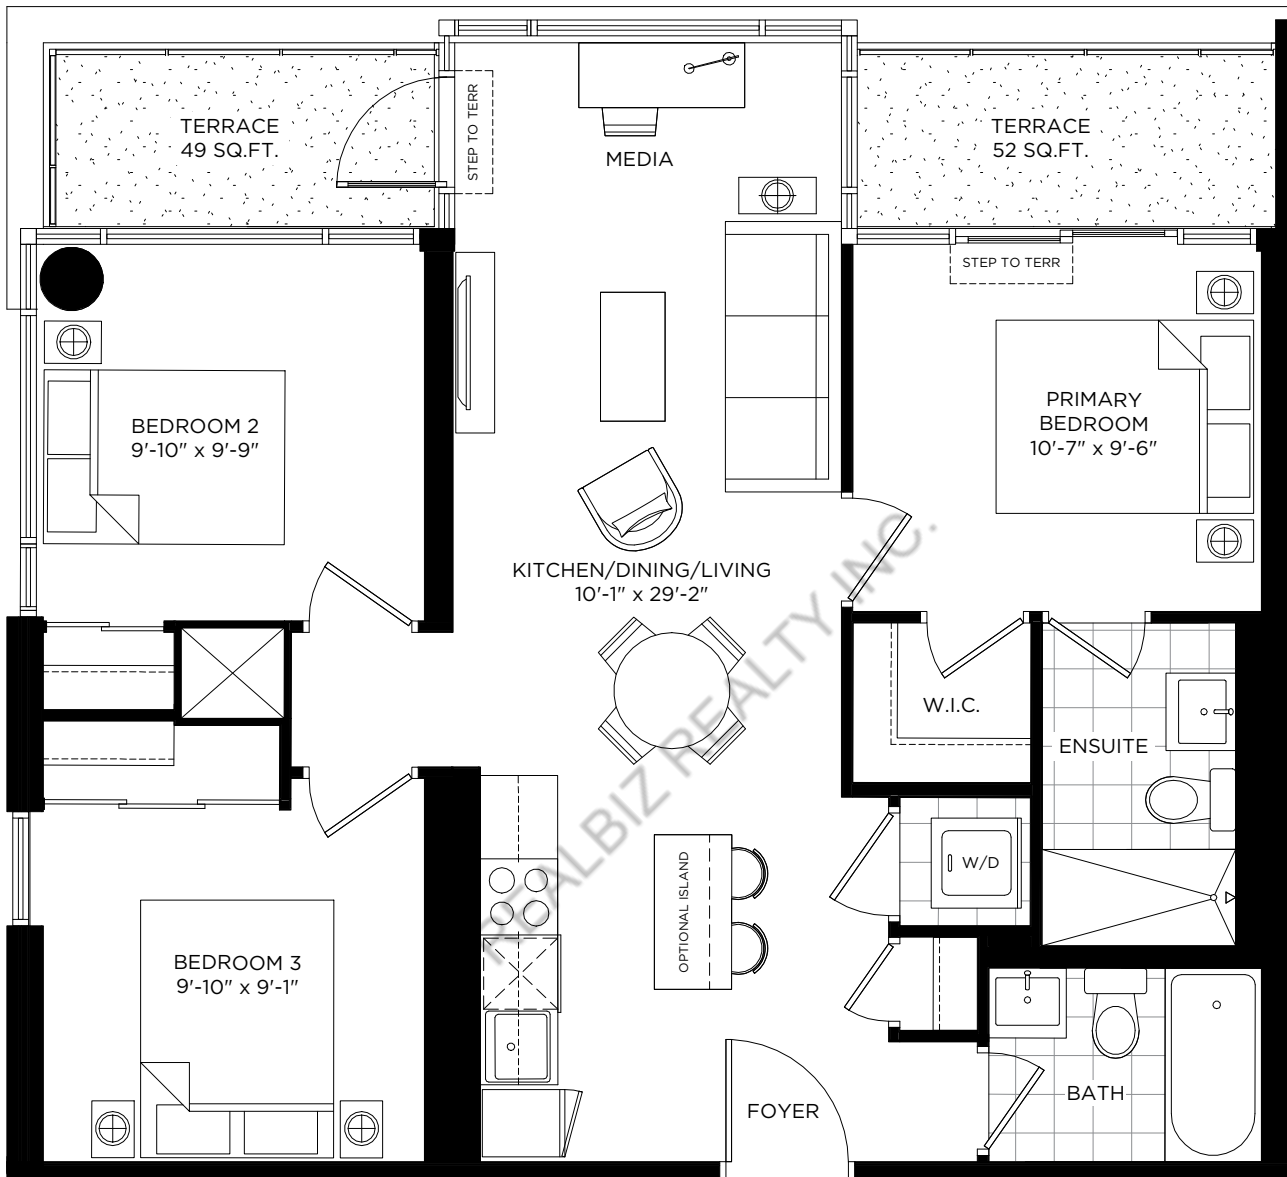 TERRACE
49 SQ.FT.
STEP TO TERR
MEDIA
TERRACE
52 SQ.FT.
STEP TO TERR
BEDROOM 2
9'-10" x 9'-9"
PRIMARY
BEDROOM
10'-7" x 9'-6"
KITCHEN/DINING/LIVING
10'-1" x 29'-2"
W.I.C.
ENSUITE
W/D
OPTIONAL ISLAND
BEDROOM 3
9'-10" x 9'-1"
FOYER
BATH
REALBIZ REALTY INC.